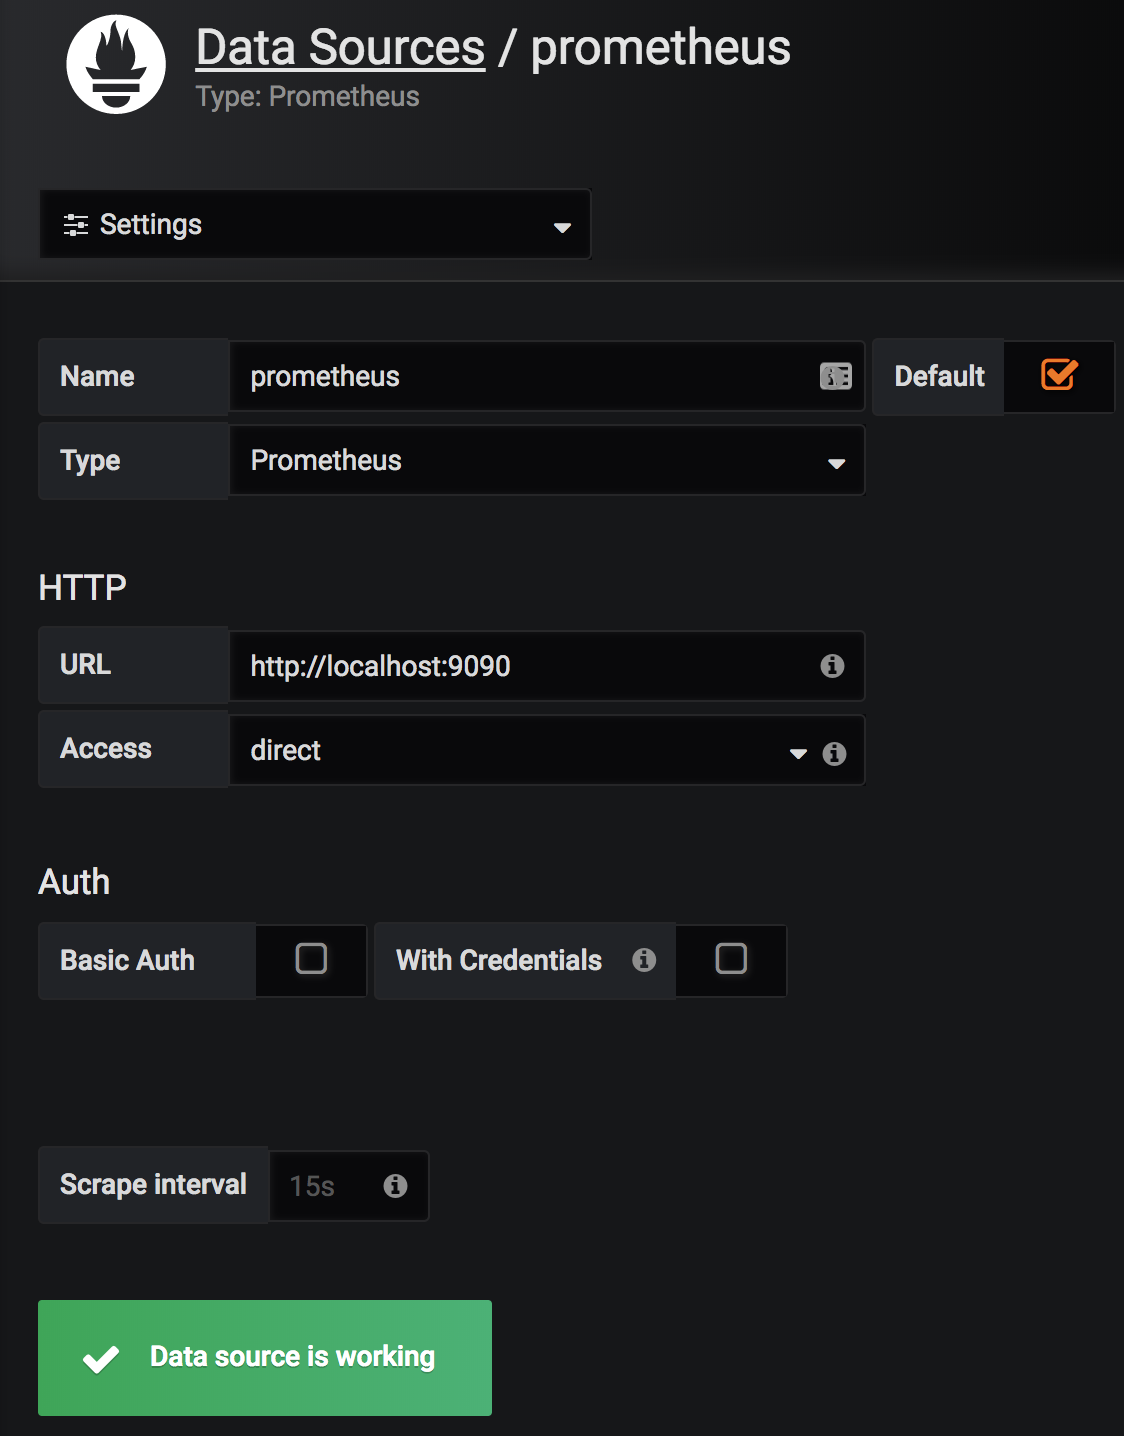 Data Sources / prometheus
Type: Prometheus
Settings
Name prometheus Default
Type Prometheus
HTTP
URL http://localhost:9090
Access direct
Auth
Basic Auth With Credentials
Scrape interval 15s
Data source is working